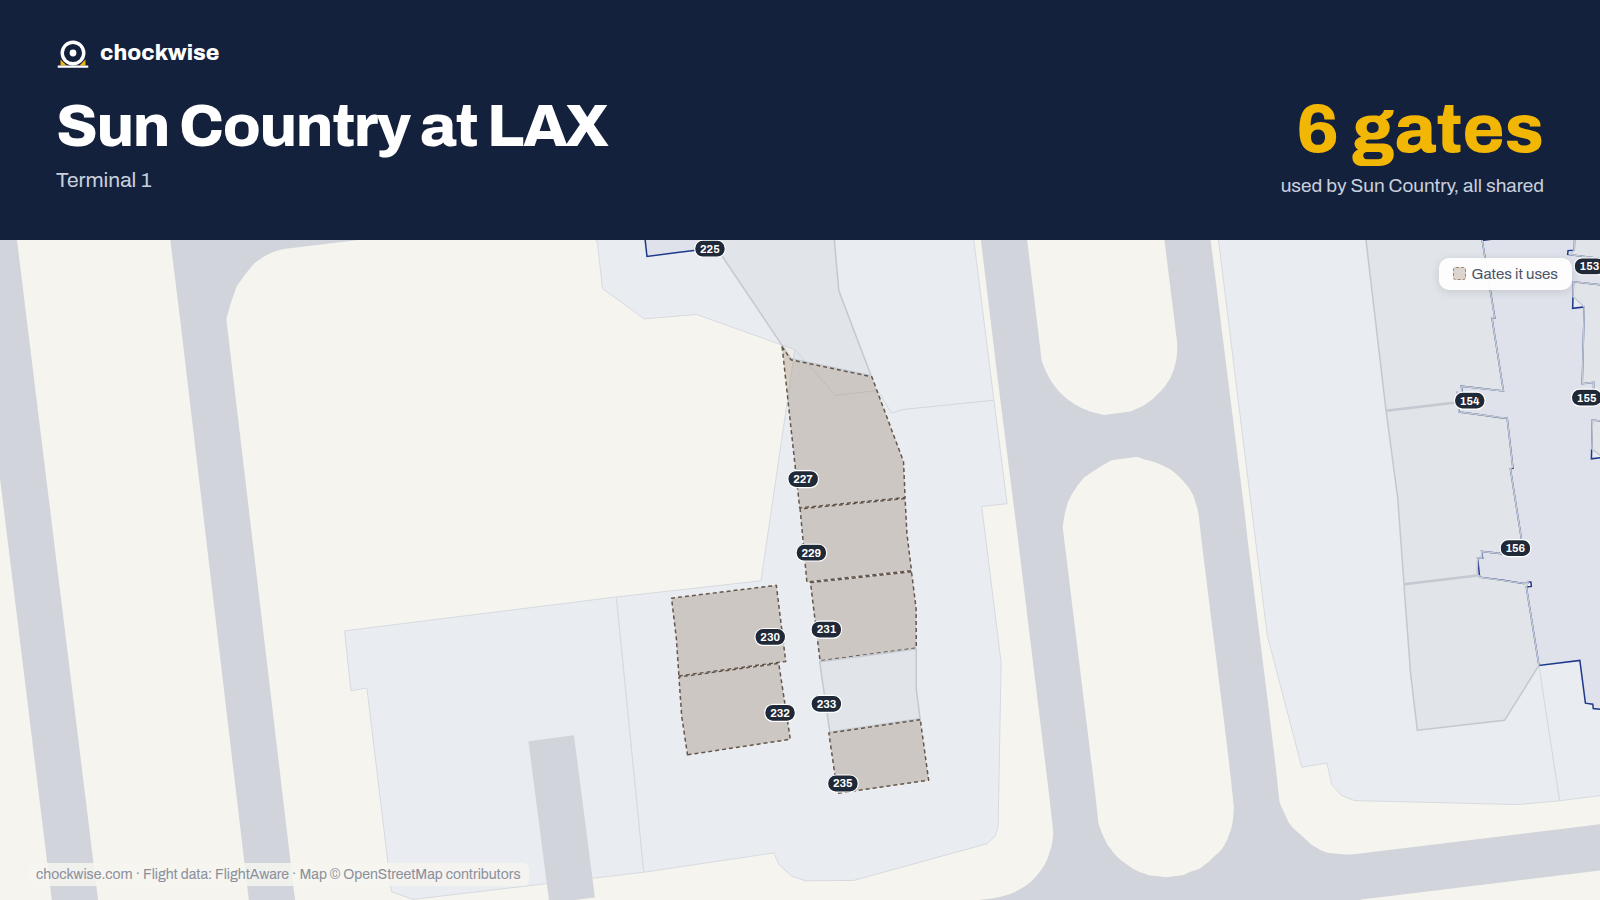 chockwise
Sun Country at LAX
Terminal 1
6 gates
used by Sun Country, all shared
Gates it uses
225
153
154
155
227
229
156
230
231
232
233
235
chockwise.com · Flight data: FlightAware · Map © OpenStreetMap contributors